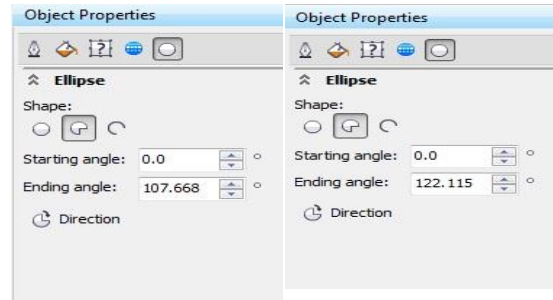 Object Properties
Ellipse
Shape:
Starting angle: 0.0 °
Ending angle: 107.668 °
Direction
Object Properties
Ellipse
Shape:
Starting angle: 0.0 °
Ending angle: 122.115 °
Direction